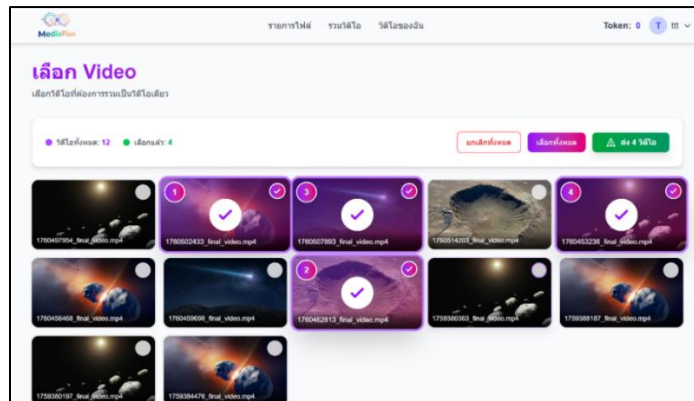 MediaFlex
รายการไฟล์ รวมวิดีโอ วิดีโอของฉัน
Token: 0 T ttt
เลือก Video
เลือกวิดีโอที่ต้องการรวมเป็นวิดีโอเดียว
วิดีโอทั้งหมด: 12 เลือกแล้ว: 4
ยกเลิกทั้งหมด เลือกทั้งหมด ส่ง 4 วิดีโอ
1 3 4
1760497954_final_video.mp4 1760502433_final_video.mp4 1760507893_final_video.mp4 1760514203_final_video.mp4 1760453238_final_video.mp4
2
1760456468_final_video.mp4 1760459698_final_video.mp4 1760462813_final_video.mp4 1759380363_final_video.mp4 1759388187_final_video.mp4
1759380197_final_video.mp4 1759384476_final_video.mp4